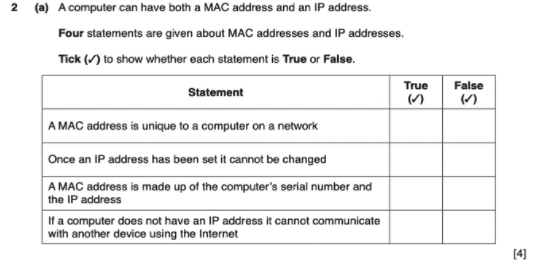 2 (a) A computer can have both a MAC address and an IP address.
Four statements are given about MAC addresses and IP addresses.
Tick (✓) to show whether each statement is True or False.
Statement
True
(✓)
False
(✓)
A MAC address is unique to a computer on a network
Once an IP address has been set it cannot be changed
A MAC address is made up of the computer's serial number and
the IP address
If a computer does not have an IP address it cannot communicate
with another device using the Internet
[4]